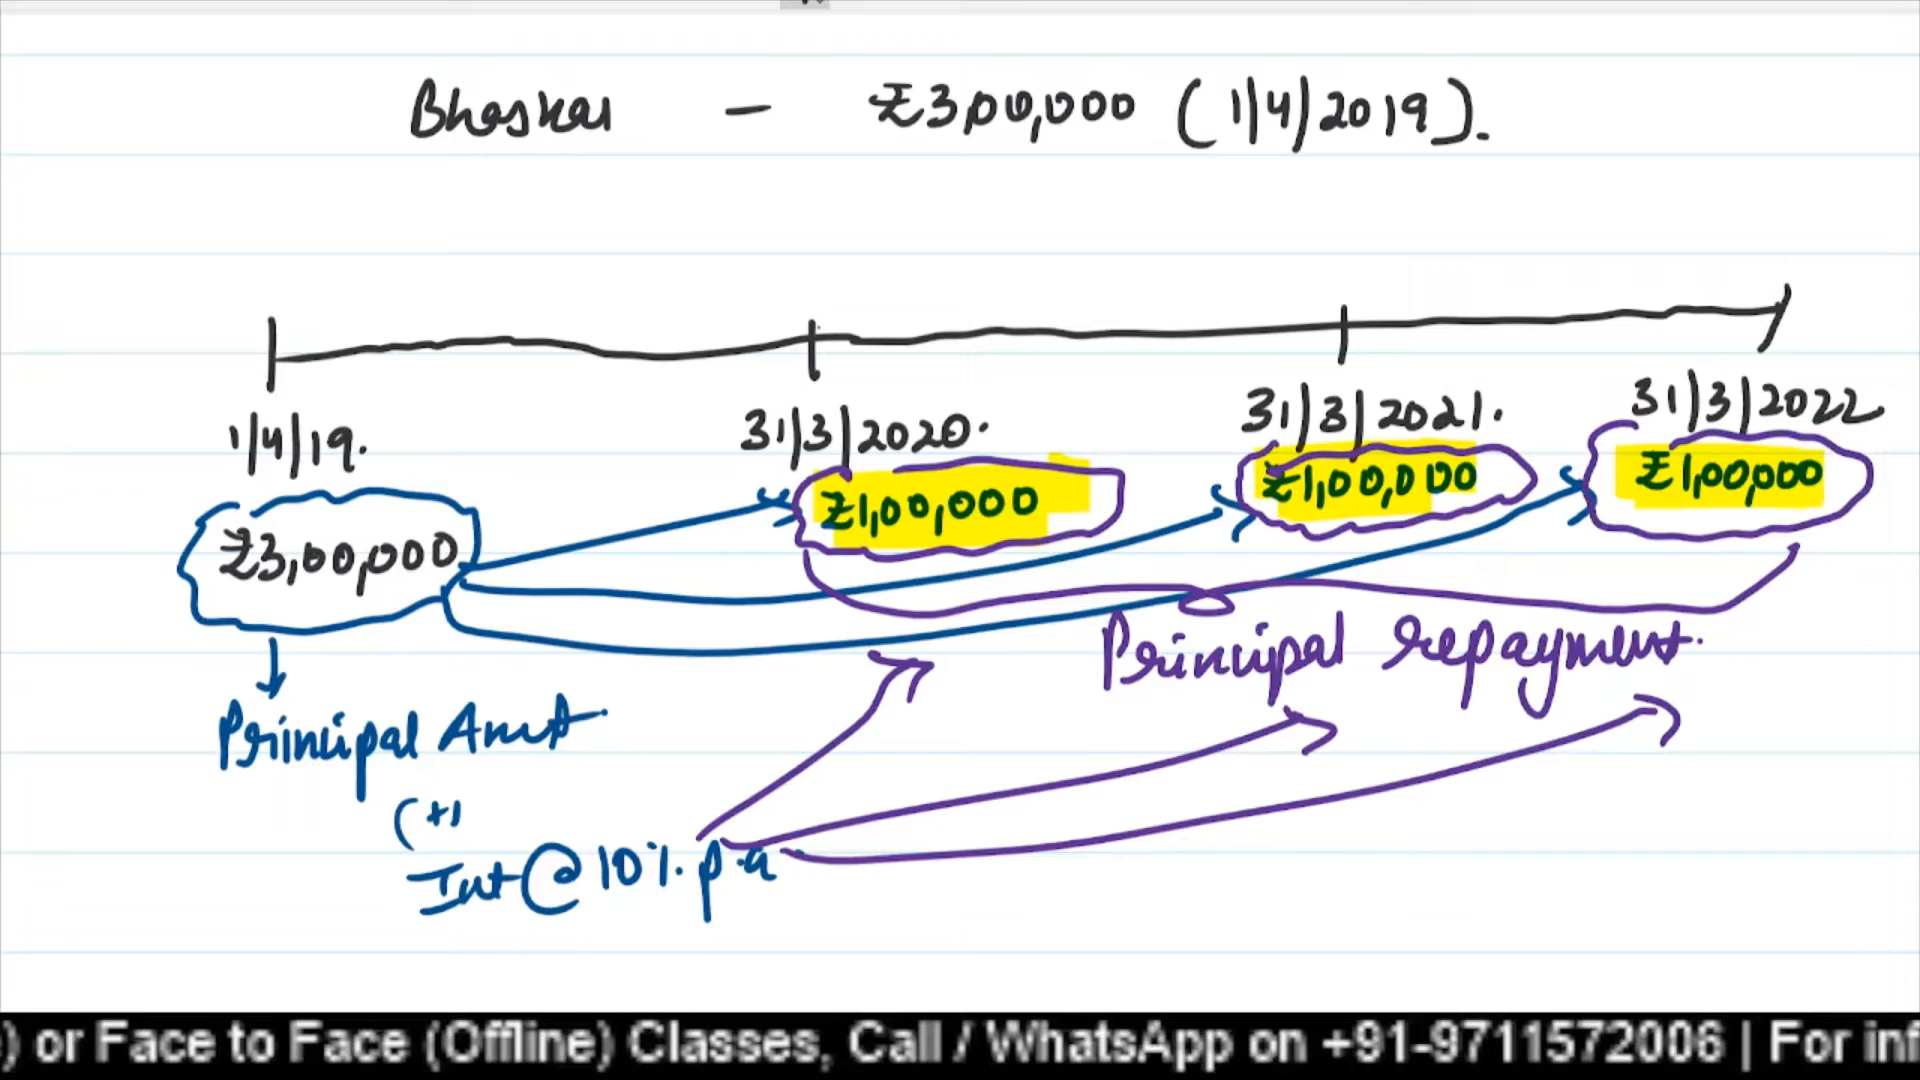 Bhaskar - ₹3,00,000 (1/4/2019).
1/4/19. 31/3/2020. 31/3/2021. 31/3/2022
₹3,00,000 ₹1,00,000 ₹1,00,000 ₹1,00,000
Principal repayment.
Principal Amt
(+)
Int @ 10%. p.a
) or Face to Face (Offline) Classes, Call / WhatsApp on +91-9711572006 | For inf